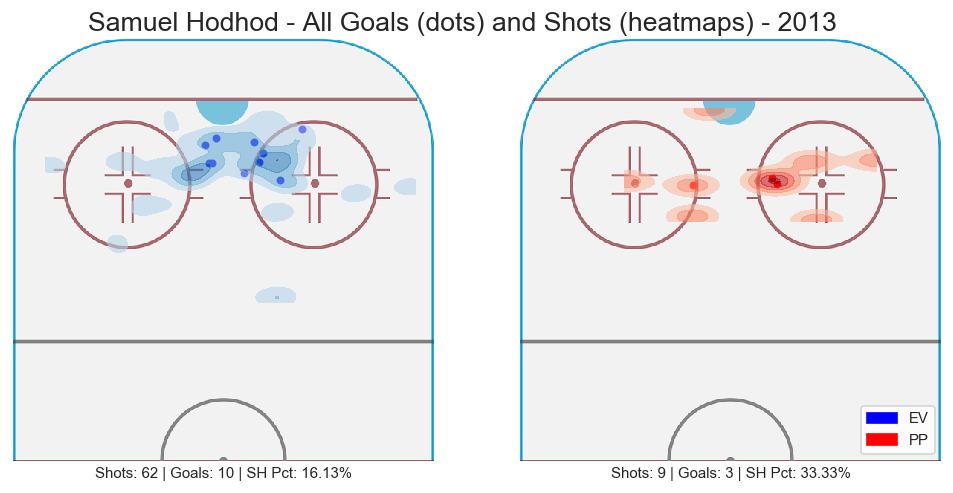 Samuel Hodhod - All Goals (dots) and Shots (heatmaps) - 2013
EV
PP
Shots: 62 | Goals: 10 | SH Pct: 16.13%
Shots: 9 | Goals: 3 | SH Pct: 33.33%